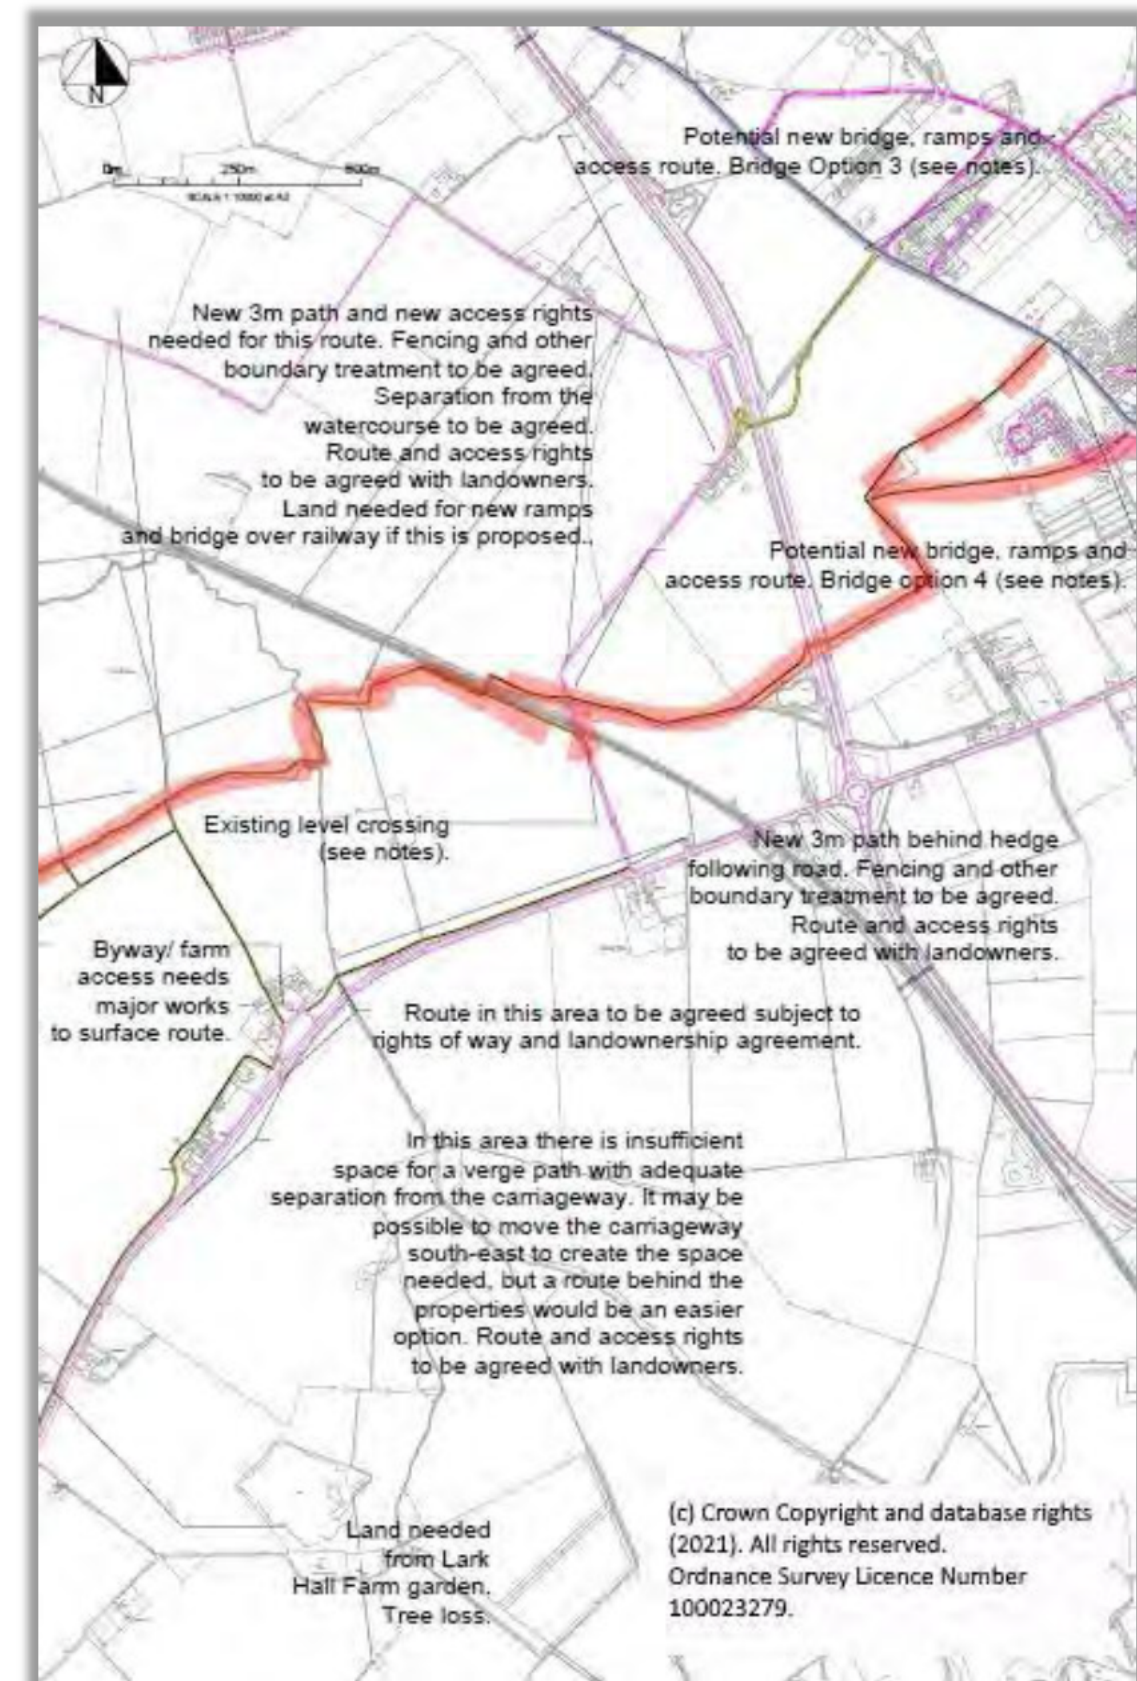 N
Potential new bridge, ramps and
access route. Bridge Option 3 (see notes).
0m 250m 500m
SCALE 1:10000 at A3
New 3m path and new access rights
needed for this route. Fencing and other
boundary treatment to be agreed.
Separation from the
watercourse to be agreed.
Route and access rights
to be agreed with landowners.
Land needed for new ramps
and bridge over railway if this is proposed..
Potential new bridge, ramps and
access route. Bridge option 4 (see notes).
Existing level crossing
(see notes).
New 3m path behind hedge
following road. Fencing and other
boundary treatment to be agreed.
Route and access rights
to be agreed with landowners.
Byway/ farm
access needs
major works
to surface route.
Route in this area to be agreed subject to
rights of way and landownership agreement.
In this area there is insufficient
space for a verge path with adequate
separation from the carriageway. It may be
possible to move the carriageway
south-east to create the space
needed, but a route behind the
properties would be an easier
option. Route and access rights
to be agreed with landowners.
Land needed
from Lark
Hall Farm garden.
Tree loss.
(c) Crown Copyright and database rights
(2021). All rights reserved.
Ordnance Survey Licence Number
100023279.